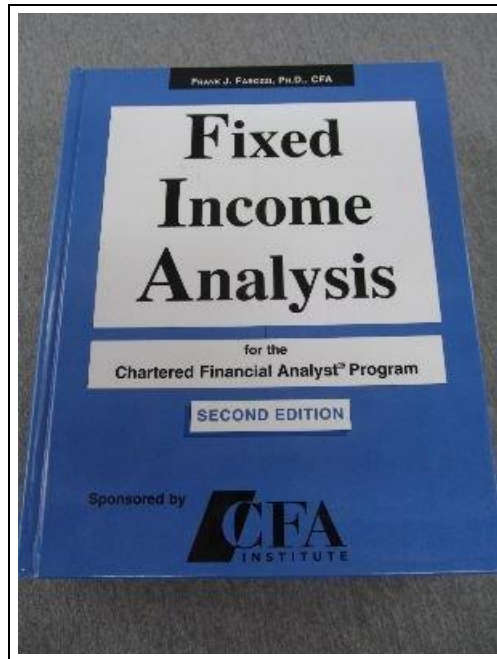 FRANK J. FABOZZI, PH.D., CFA
Fixed
Income
Analysis
for the
Chartered Financial Analyst® Program
SECOND EDITION
Sponsored by
CFA
INSTITUTE